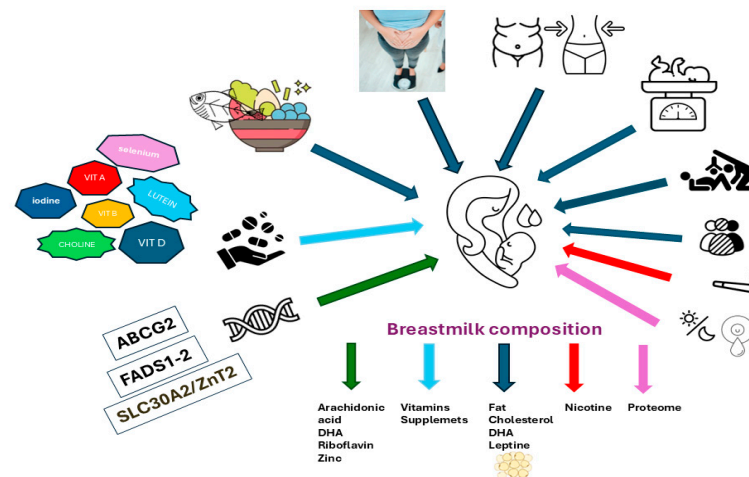 selenium
VIT A
iodine
LUTEIN
VIT B
CHOLINE
VIT D
ABCG2
FADS1-2
SLC30A2/ZnT2
Breastmilk composition
Arachidonic
acid
DHA
Riboflavin
Zinc
Vitamins
Supplemets
Fat
Cholesterol
DHA
Leptine
Nicotine
Proteome